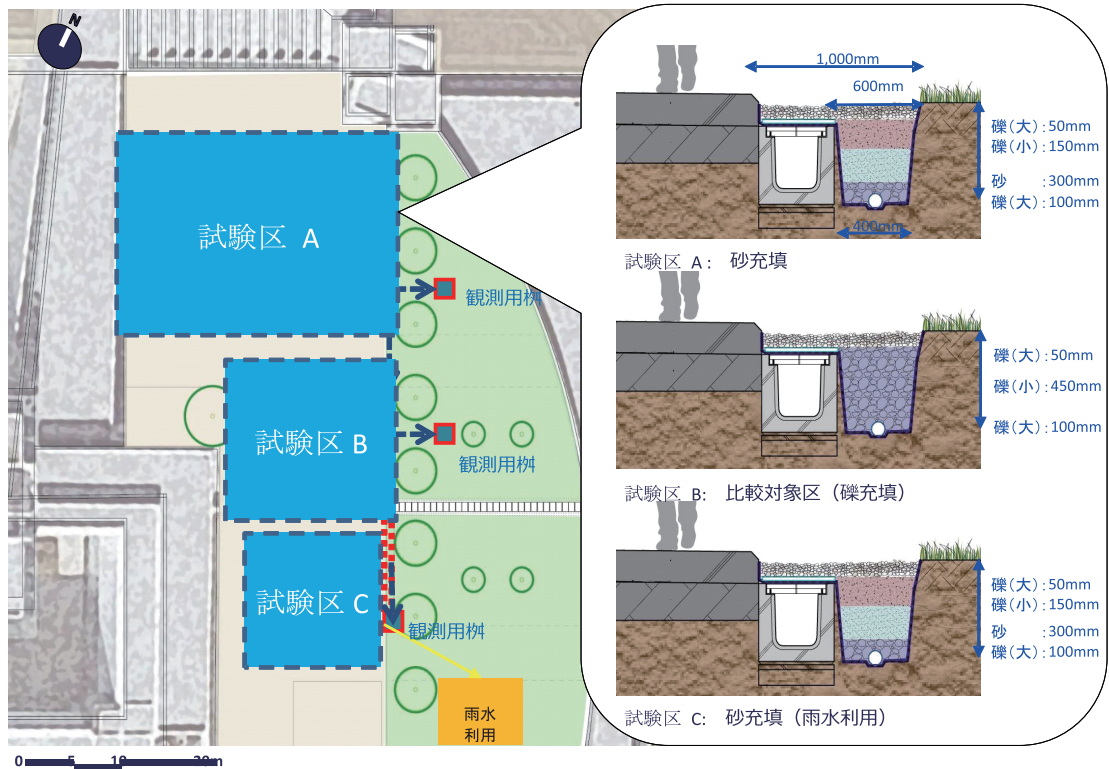 N
試験区 A
観測用桝
試験区 B
観測用桝
試験区 C
観測用桝
雨水
利用
0 5 10 20m
1,000mm
600mm
礫(大):50mm
礫(小):150mm
砂 :300mm
礫(大):100mm
400mm
試験区 A: 砂充填
礫(大):50mm
礫(小):450mm
礫(大):100mm
試験区 B: 比較対象区(礫充填)
礫(大):50mm
礫(小):150mm
砂 :300mm
礫(大):100mm
試験区 C: 砂充填(雨水利用)